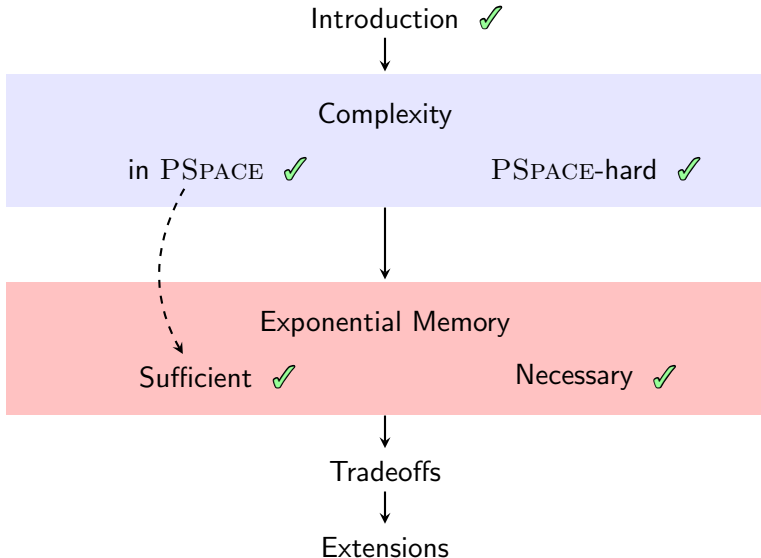 Introduction ✓
Complexity
in PSPACE ✓ PSPACE-hard ✓
Exponential Memory
Sufficient ✓ Necessary ✓
Tradeoffs
Extensions